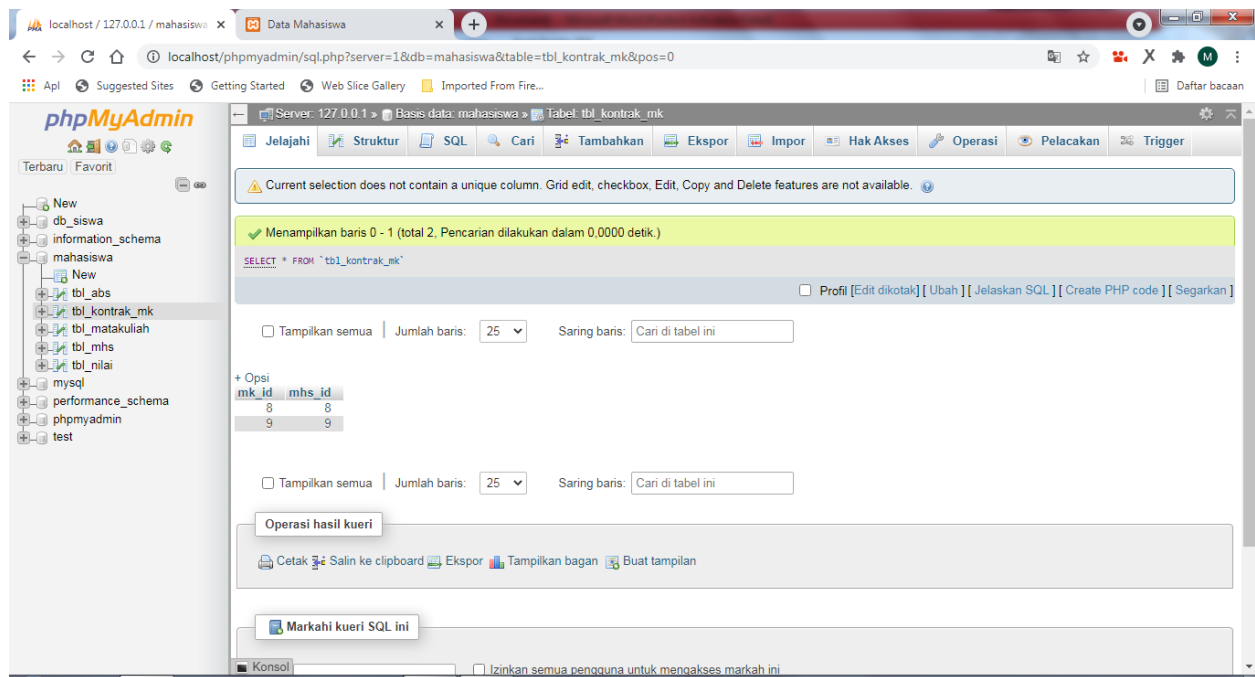 localhost / 127.0.0.1 / mahasiswa
Data Mahasiswa
localhost/phpmyadmin/sql.php?server=1&db=mahasiswa&table=tbl_kontrak_mk&pos=0
X
M
Apl Suggested Sites Getting Started Web Slice Gallery Imported From Fire... Daftar bacaan
phpMyAdmin
Terbaru Favorit
New
db_siswa
information_schema
mahasiswa
New
tbl_abs
tbl_kontrak_mk
tbl_matakuliah
tbl_mhs
tbl_nilai
mysql
performance_schema
phpmyadmin
test
Server: 127.0.0.1 » Basis data: mahasiswa » Tabel: tbl_kontrak_mk
Jelajahi Struktur SQL Cari Tambahkan Ekspor Impor Hak Akses Operasi Pelacakan Trigger
Current selection does not contain a unique column. Grid edit, checkbox, Edit, Copy and Delete features are not available.
Menampilkan baris 0 - 1 (total 2, Pencarian dilakukan dalam 0,0000 detik.)
SELECT * FROM `tbl_kontrak_mk`
Profil [Edit dikotak] [ Ubah ] [ Jelaskan SQL ] [ Create PHP code ] [ Segarkan ]
Tampilkan semua | Jumlah baris: 25 Saring baris: Cari di tabel ini
+ Opsi
mk_id mhs_id
8 8
9 9
Tampilkan semua | Jumlah baris: 25 Saring baris: Cari di tabel ini
Operasi hasil kueri
Cetak Salin ke clipboard Ekspor Tampilkan bagan Buat tampilan
Markahi kueri SQL ini
Konsol
Izinkan semua pengguna untuk mengakses markah ini